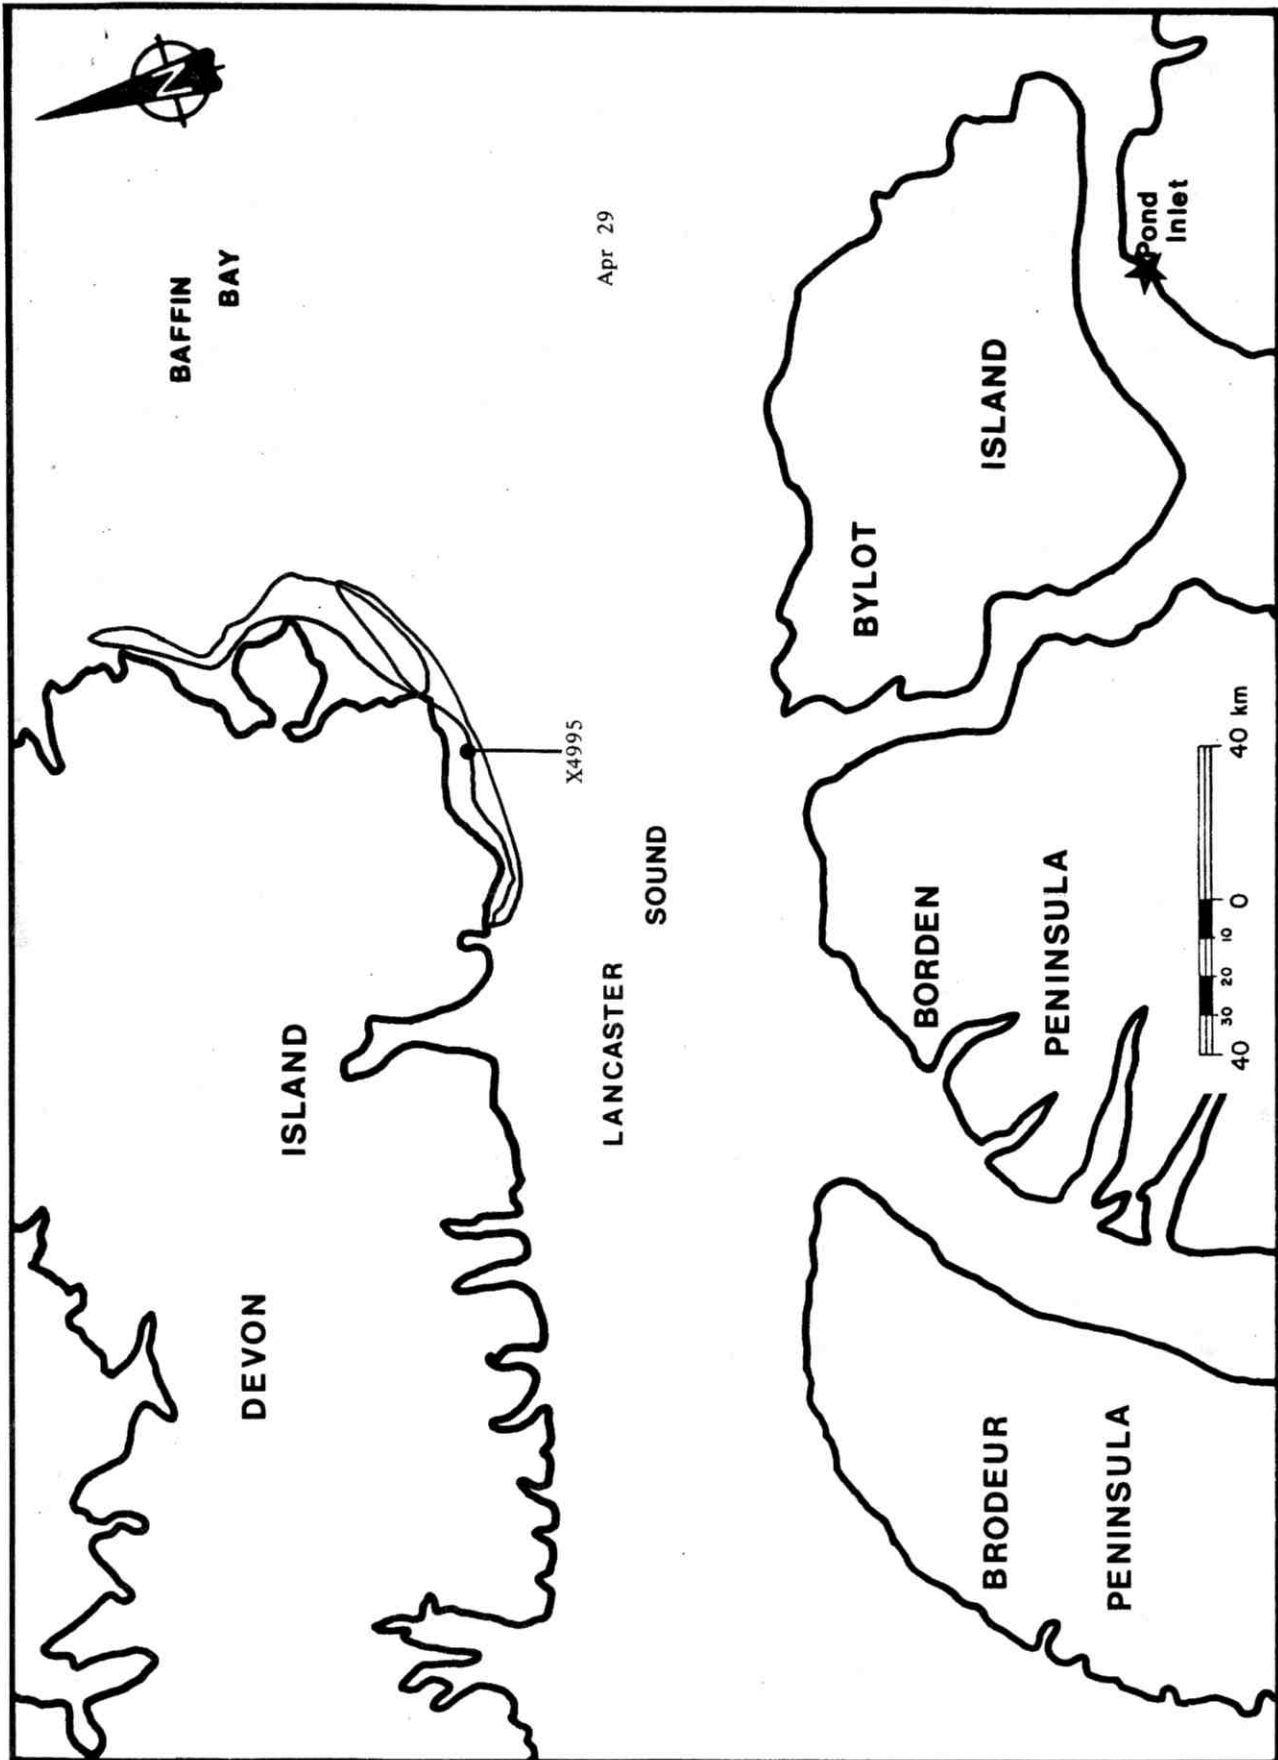 N
BAFFIN
BAY
Apr 29
X4995
DEVON
ISLAND
LANCASTER
SOUND
BYLOT
ISLAND
Pond
Inlet
BORDEN
PENINSULA
BRODEUR
PENINSULA
40 30 20 10 0 40 km